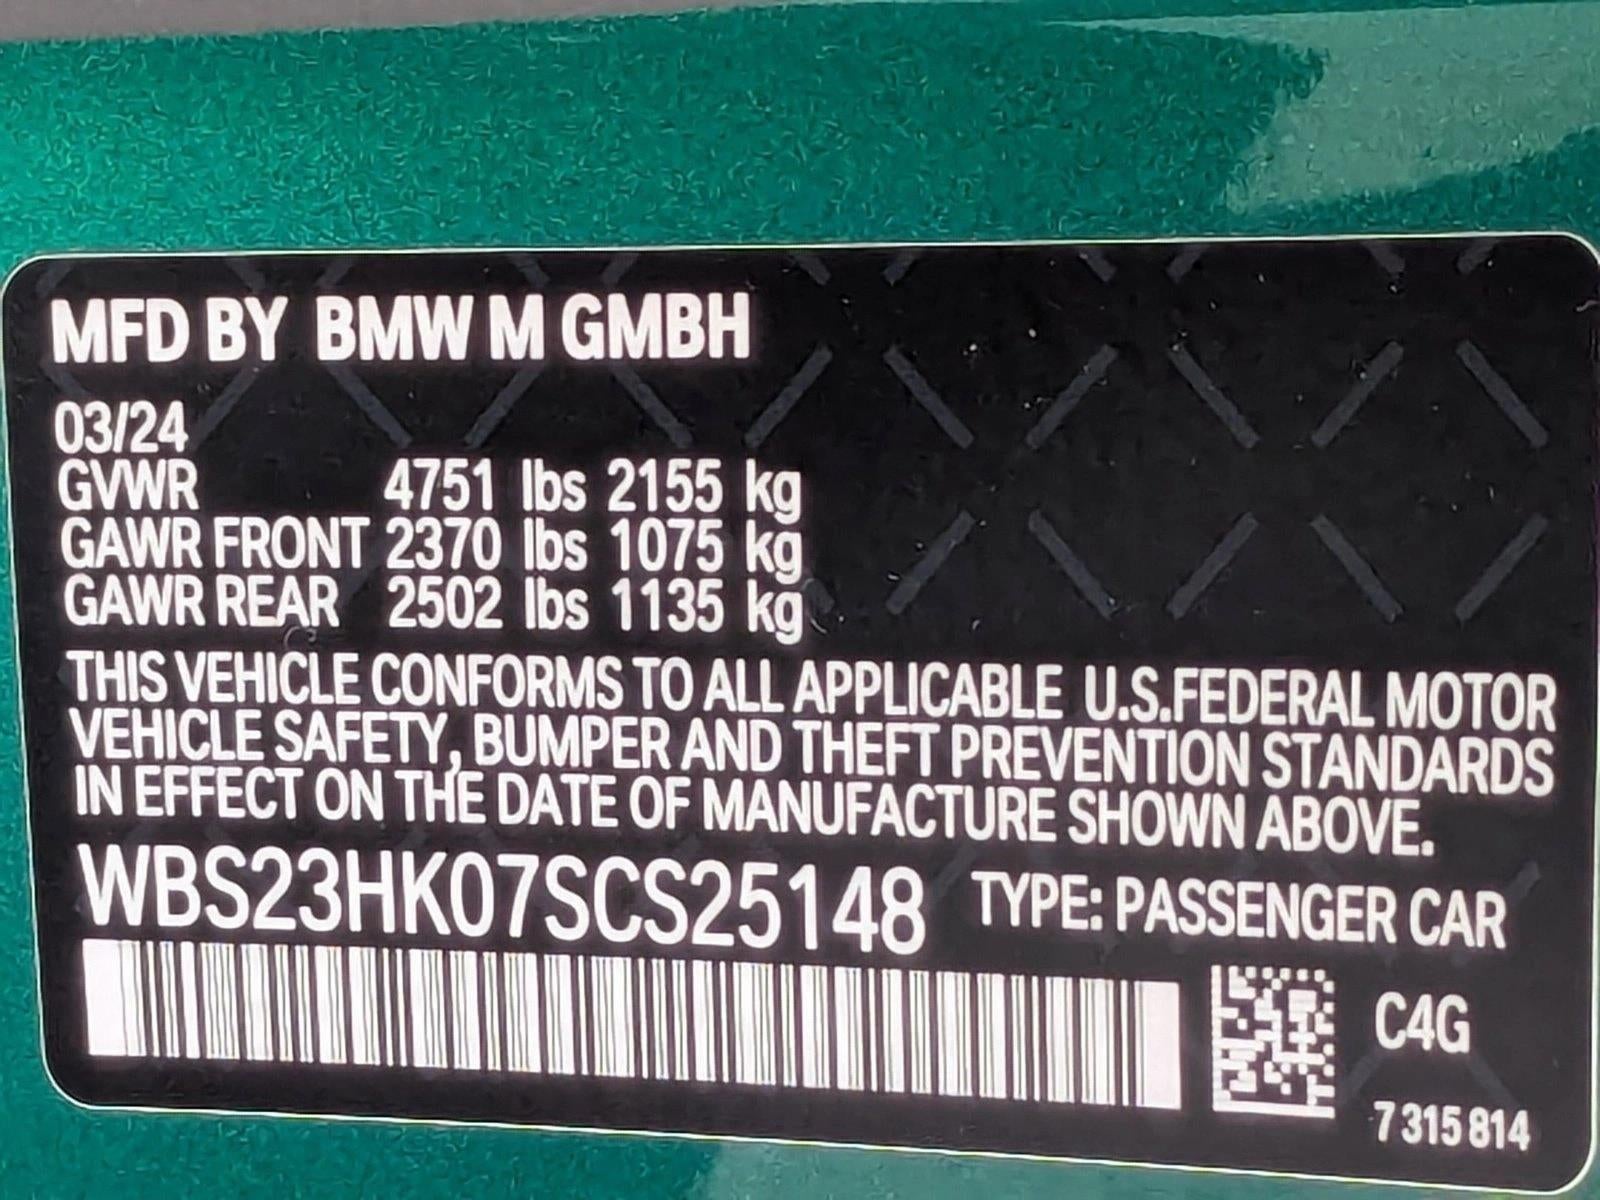 MFD BY BMW M GMBH
03/24
GVWR 4751 lbs 2155 kg
GAWR FRONT 2370 lbs 1075 kg
GAWR REAR 2502 lbs 1135 kg
THIS VEHICLE CONFORMS TO ALL APPLICABLE U.S.FEDERAL MOTOR
VEHICLE SAFETY, BUMPER AND THEFT PREVENTION STANDARDS
IN EFFECT ON THE DATE OF MANUFACTURE SHOWN ABOVE.
WBS23HK07SCS25148 TYPE: PASSENGER CAR
C4G
7 315 814